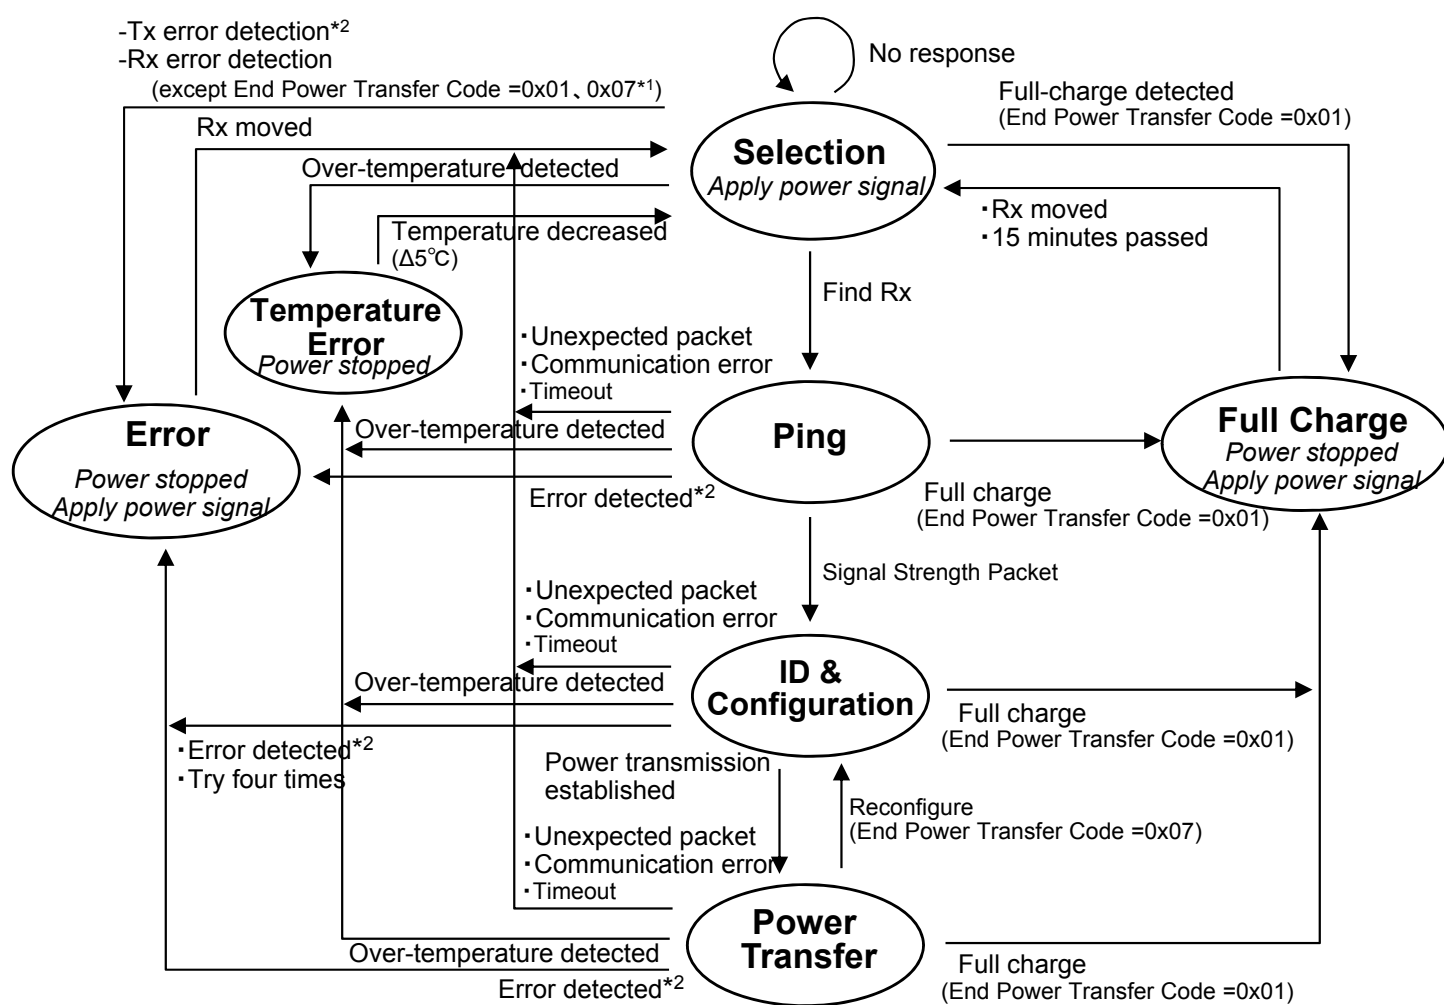 -Tx error detection*2
-Rx error detection
(except End Power Transfer Code =0x01、0x07*1)
No response
Full-charge detected
(End Power Transfer Code =0x01)
Rx moved
Over-temperature detected
Selection
Apply power signal
・Rx moved
・15 minutes passed
Temperature decreased
(Δ5℃)
Find Rx
Temperature
Error
Power stopped
・Unexpected packet
・Communication error
・Timeout
Error
Power stopped
Apply power signal
Over-temperature detected
Ping
Full Charge
Power stopped
Apply power signal
Error detected*2
Full charge
(End Power Transfer Code =0x01)
Signal Strength Packet
・Unexpected packet
・Communication error
・Timeout
ID &
Configuration
Over-temperature detected
Full charge
(End Power Transfer Code =0x01)
・Error detected*2
・Try four times
Power transmission
established
Reconfigure
(End Power Transfer Code =0x07)
・Unexpected packet
・Communication error
・Timeout
Power
Transfer
Over-temperature detected
Error detected*2
Full charge
(End Power Transfer Code =0x01)